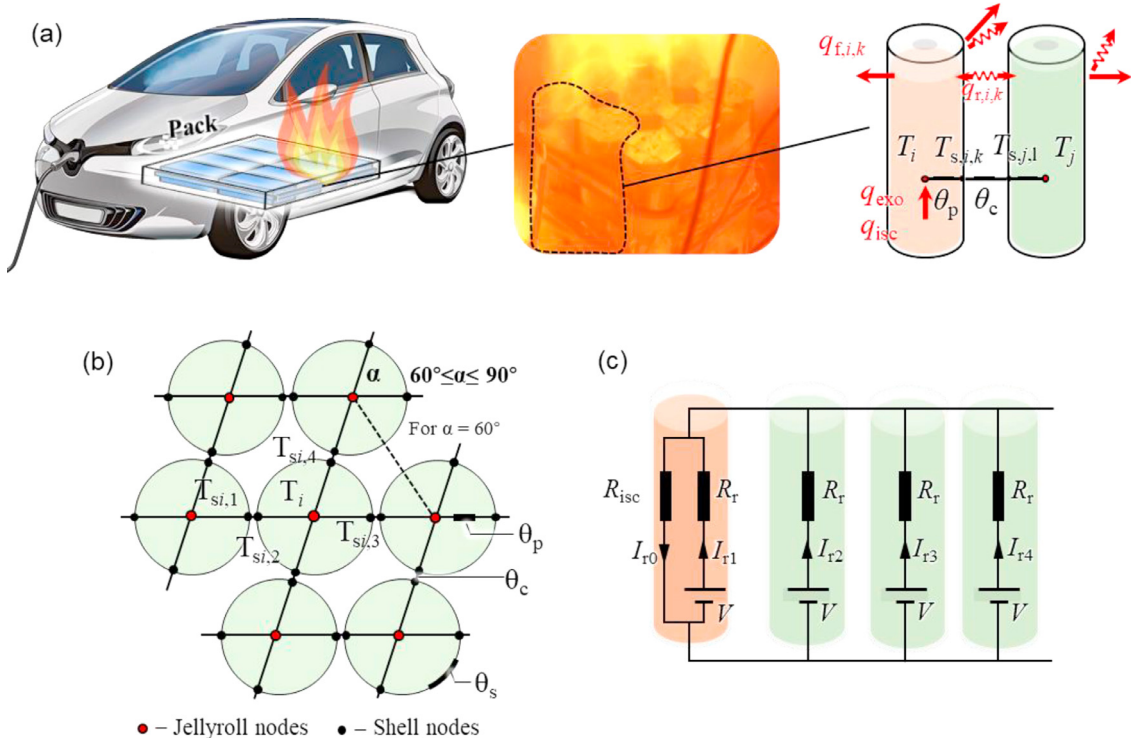 (a)
Pack
q_f,i,k
q_r,i,k
T_i T_s,i,k T_s,j,1 T_j
q_exo θ_p θ_c
q_isc
(b)
α 60°≤α≤ 90°
For α = 60°
T_si,4
T_si,1 T_i
T_si,2 T_si,3 θ_p
θ_c
θ_s
– Jellyroll nodes – Shell nodes
(c)
R_isc R_r R_r R_r R_r
I_r0 I_r1 I_r2 I_r3 I_r4
V V V V